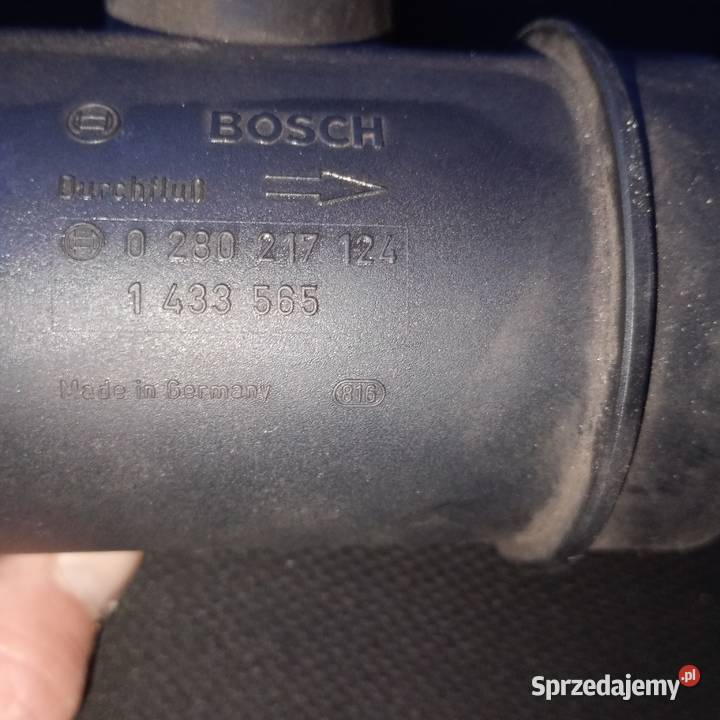 BOSCH
Durchfluß
0 280 217 124
1 433 565
Made in Germany 816
Sprzedajemy.pl